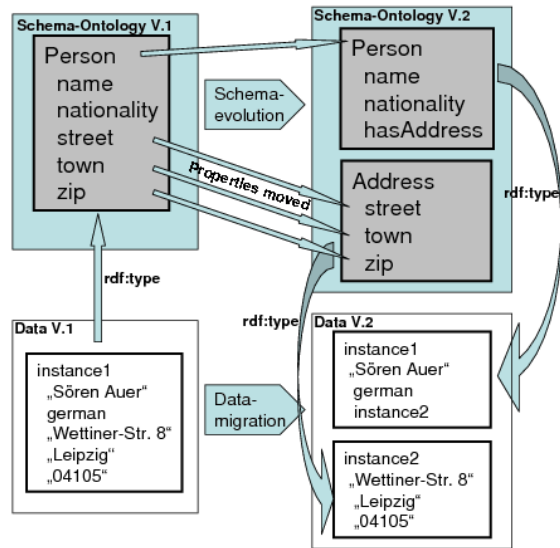 Schema-Ontology V.1
Person
name
nationality
street
town
zip
Schema-
evolution
properties moved
Schema-Ontology V.2
Person
name
nationality
hasAddress
Address
street
town
zip
rdf:type
rdf:type
rdf:type
Data V.1
instance1
„Sören Auer“
german
„Wettiner-Str. 8“
„Leipzig“
„04105“
Data-
migration
Data V.2
instance1
„Sören Auer“
german
instance2
instance2
„Wettiner-Str. 8“
„Leipzig“
„04105“